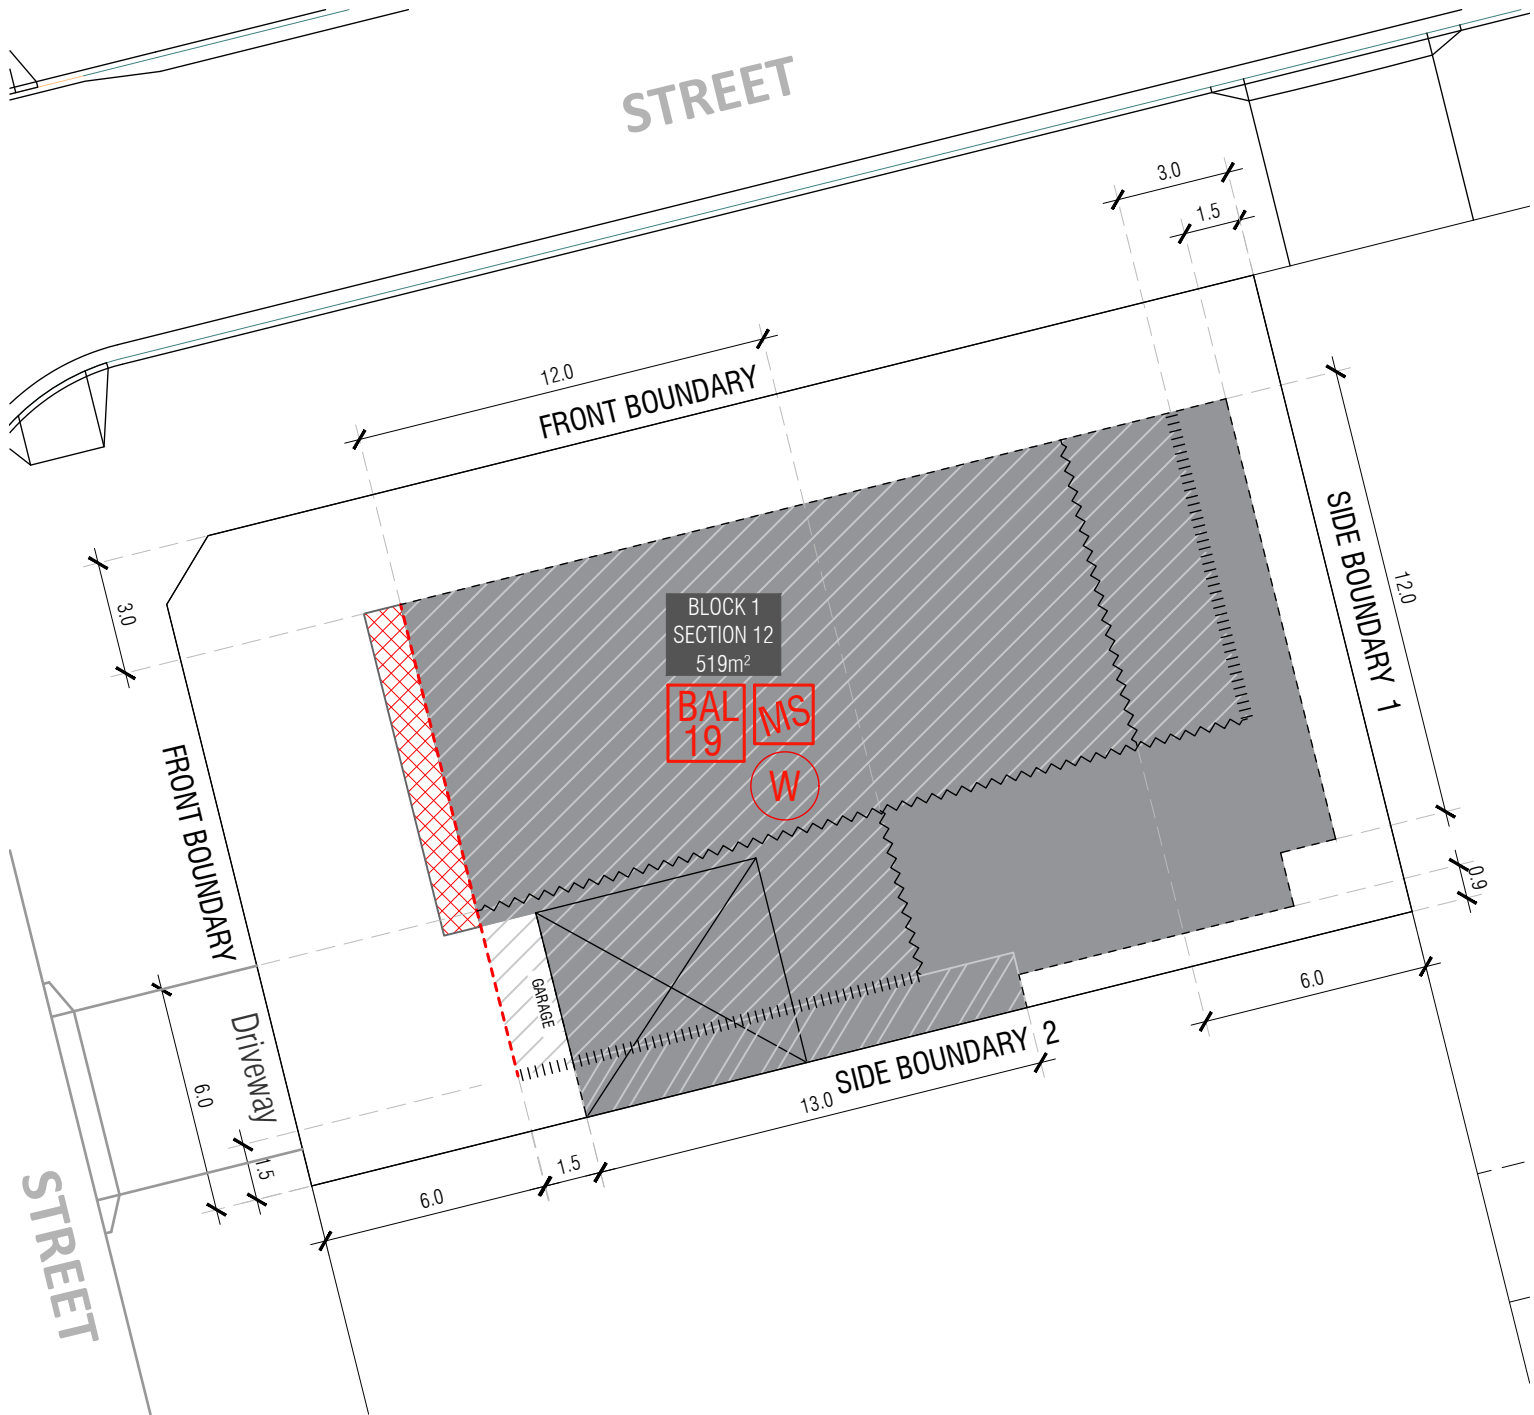 STREET
3.0
1.5
12.0
FRONT BOUNDARY
SIDE BOUNDARY 1
12.0
3.0
BLOCK 1
SECTION 12
519m²
BAL
19
MS
W
FRONT BOUNDARY
0.9
GARAGE
6.0
Driveway
SIDE BOUNDARY 2
6.0
13.0
1.5
1.5
6.0
STREET